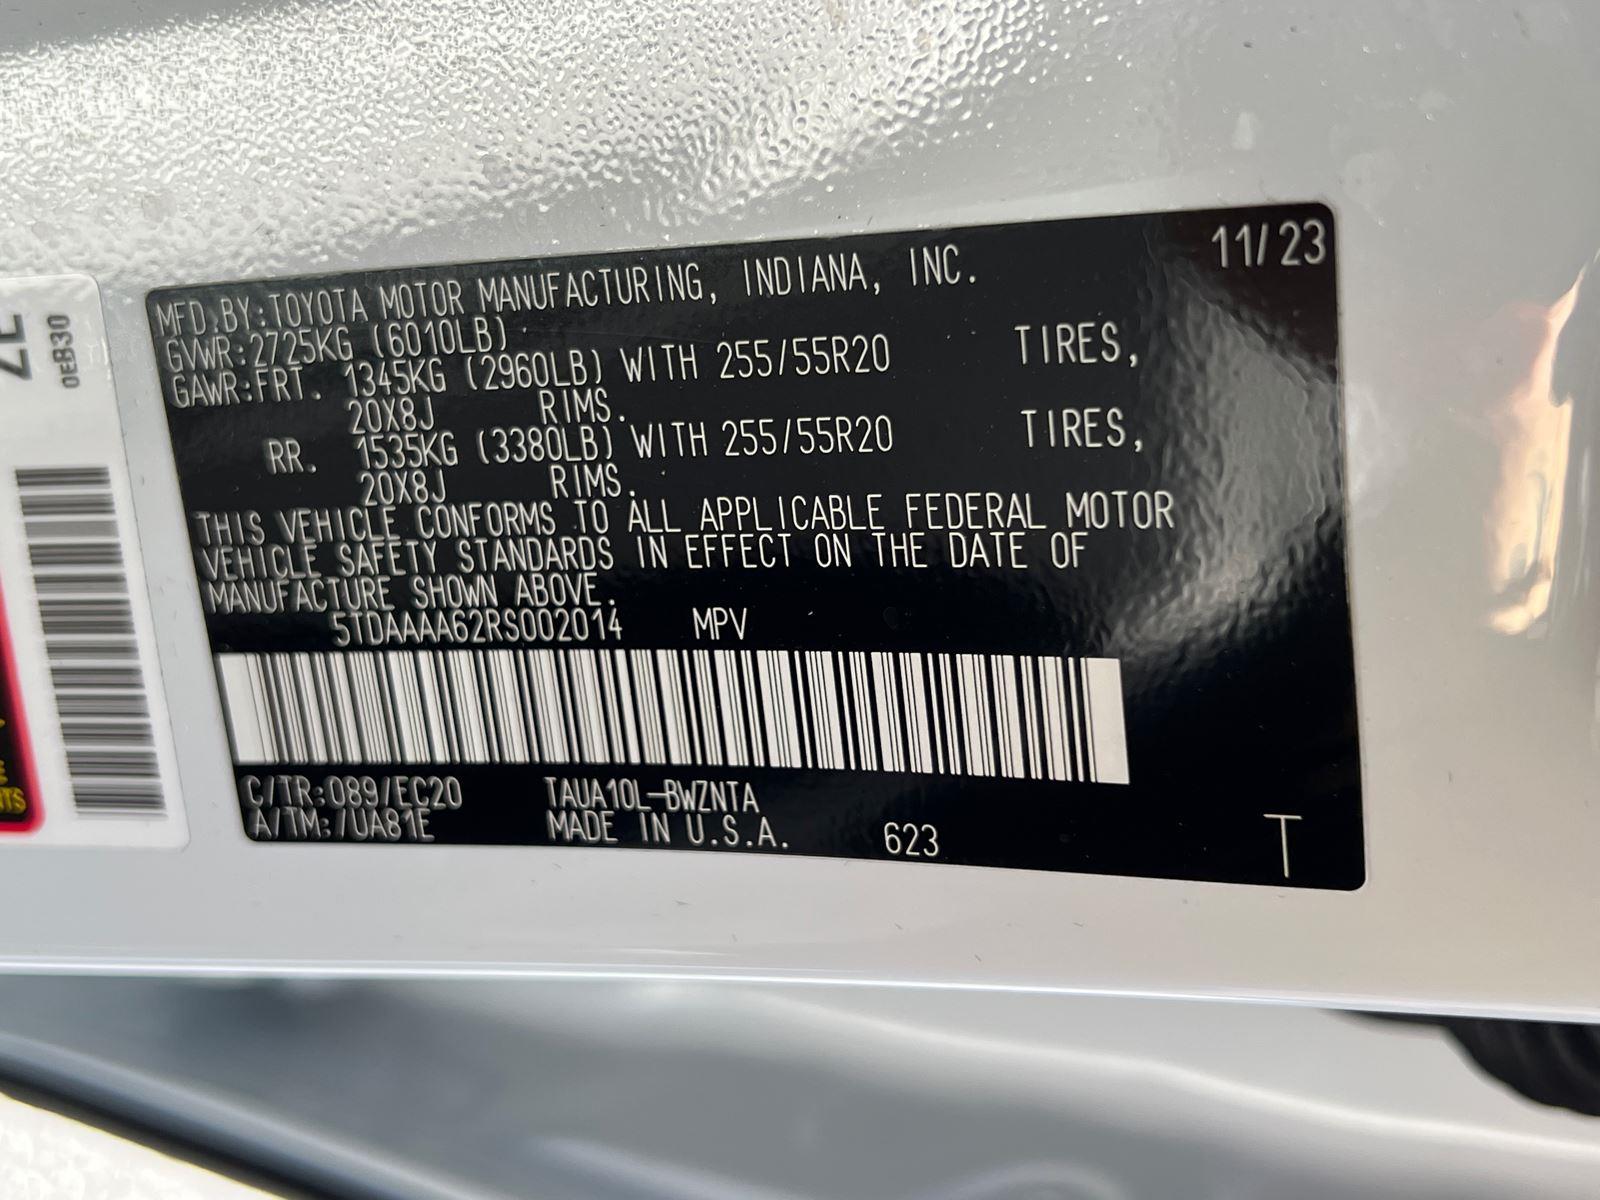 MFD.BY:TOYOTA MOTOR MANUFACTURING, INDIANA, INC. 11/23
GVWR:2725KG (6010LB)
GAWR:FRT. 1345KG (2960LB) WITH 255/55R20 TIRES,
20X8J RIMS.
RR. 1535KG (3380LB) WITH 255/55R20 TIRES,
20X8J RIMS.
THIS VEHICLE CONFORMS TO ALL APPLICABLE FEDERAL MOTOR
VEHICLE SAFETY STANDARDS IN EFFECT ON THE DATE OF
MANUFACTURE SHOWN ABOVE.
5TDAAAA62RS002014 MPV
C/TR:089/EC20 TAUA10L-BWZNTA
A/TM:/UA81E MADE IN U.S.A. 623 T
0EB30